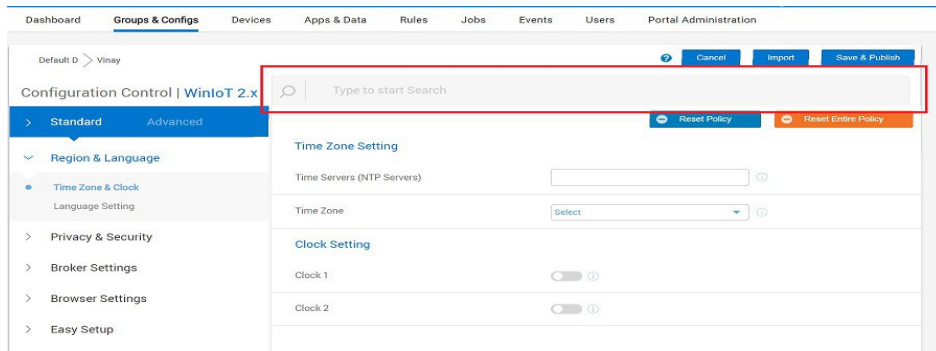 Dashboard Groups & Configs Devices Apps & Data Rules Jobs Events Users Portal Administration
Default D Vinay
Cancel Import Save & Publish
Configuration Control | WinIoT 2.x
Type to start Search
Standard Advanced
Reset Policy Reset Entire Policy
Region & Language
Time Zone & Clock
Language Setting
Privacy & Security
Broker Settings
Browser Settings
Easy Setup
Time Zone Setting
Time Servers (NTP Servers)
Time Zone Select
Clock Setting
Clock 1
Clock 2